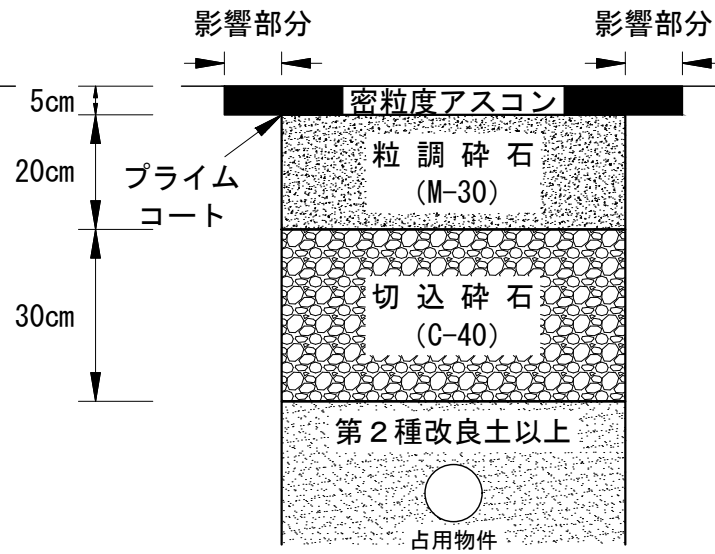 影響部分
影響部分
5cm
密粒度アスコン
20cm
プライム
コート
粒調砕石
(M-30)
30cm
切込砕石
(C-40)
第２種改良土以上
占用物件